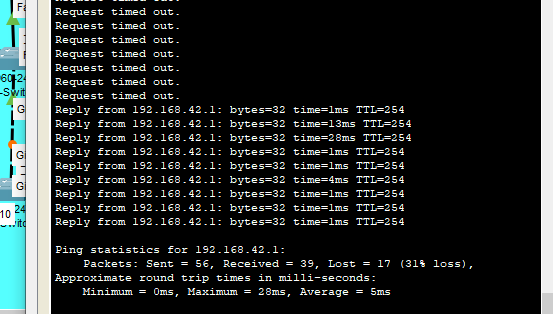 Fa
Request timed out.
Request timed out.
Request timed out.
Request timed out.
Request timed out.
Request timed out.
Request timed out.
Request timed out.
960-24
-Swit
Reply from 192.168.42.1: bytes=32 time=1ms TTL=254
Gi
Reply from 192.168.42.1: bytes=32 time=13ms TTL=254
Reply from 192.168.42.1: bytes=32 time=28ms TTL=254
Reply from 192.168.42.1: bytes=32 time=1ms TTL=254
Gi
Reply from 192.168.42.1: bytes=32 time=1ms TTL=254
Reply from 192.168.42.1: bytes=32 time=4ms TTL=254
Gi
Reply from 192.168.42.1: bytes=32 time=1ms TTL=254
Reply from 192.168.42.1: bytes=32 time=1ms TTL=254
10 24
Reply from 192.168.42.1: bytes=32 time=1ms TTL=254
witc
Ping statistics for 192.168.42.1:
Packets: Sent = 56, Received = 39, Lost = 17 (31% loss),
Approximate round trip times in milli-seconds:
Minimum = 0ms, Maximum = 28ms, Average = 5ms